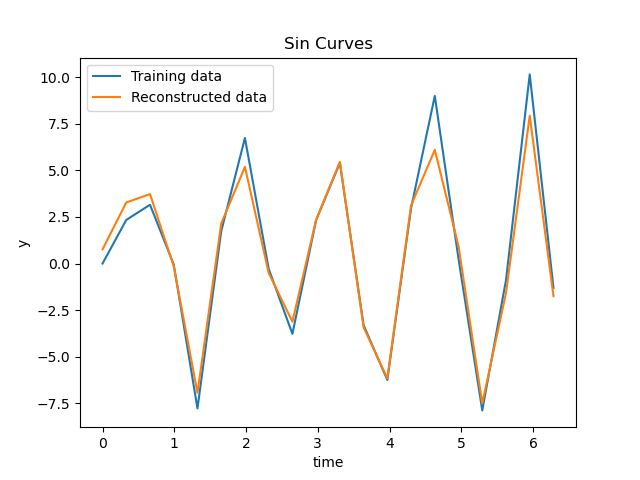 Sin Curves
Training data
Reconstructed data
10.0
7.5
5.0
2.5
0.0
−2.5
−5.0
−7.5
y
0 1 2 3 4 5 6
time